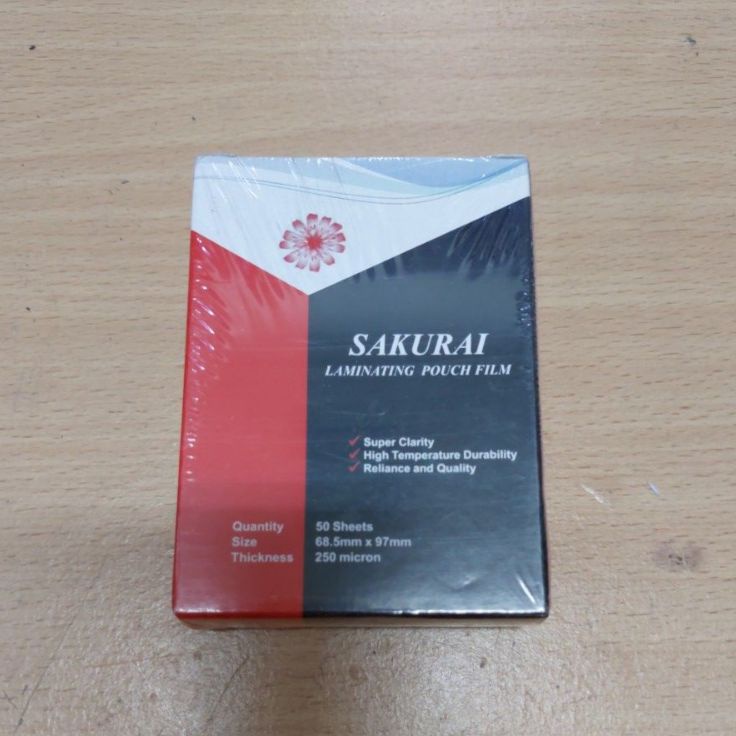 SAKURAI
LAMINATING POUCH FILM
Super Clarity
High Temperature Durability
Reliance and Quality
Quantity 50 Sheets
Size 68.5mm x 97mm
Thickness 250 micron